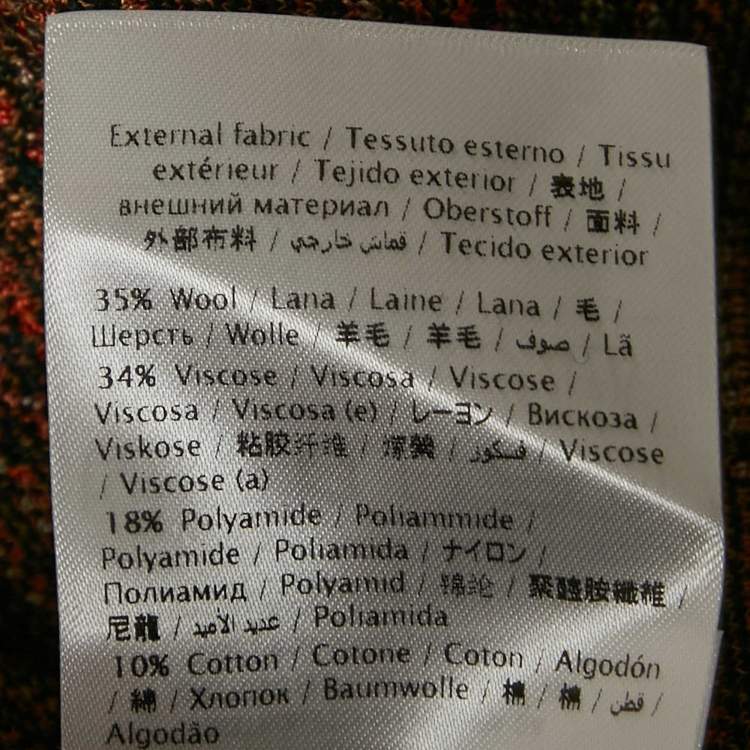 External fabric / Tessuto esterno / Tissu
extérieur / Tejido exterior / 表地 /
внешний материал / Oberstoff / 面料 /
外部布料 / قماش خارجي / Tecido exterior
35% Wool / Lana / Laine / Lana / 毛 /
Шерсть / Wolle / 羊毛 / 羊毛 / صوف / Lã
34% Viscose / Viscosa / Viscose /
Viscosa / Viscosa (e) / レーヨン / Вискоза /
Viskose / 粘胶纤维 / / فسكوز / Viscose
/ Viscose (a)
18% Polyamide / Poliammide /
Polyamide / Poliamida / ナイロン /
Полиамид / Polyamid / 锦纶 / 聚醯胺纖維 /
尼龍 / عديد الأميد / Poliamida
10% Cotton / Cotone / Coton / Algodón
/ 綿 / Хлопок / Baumwolle / 棉 / 棉 / قطن /
Algodão